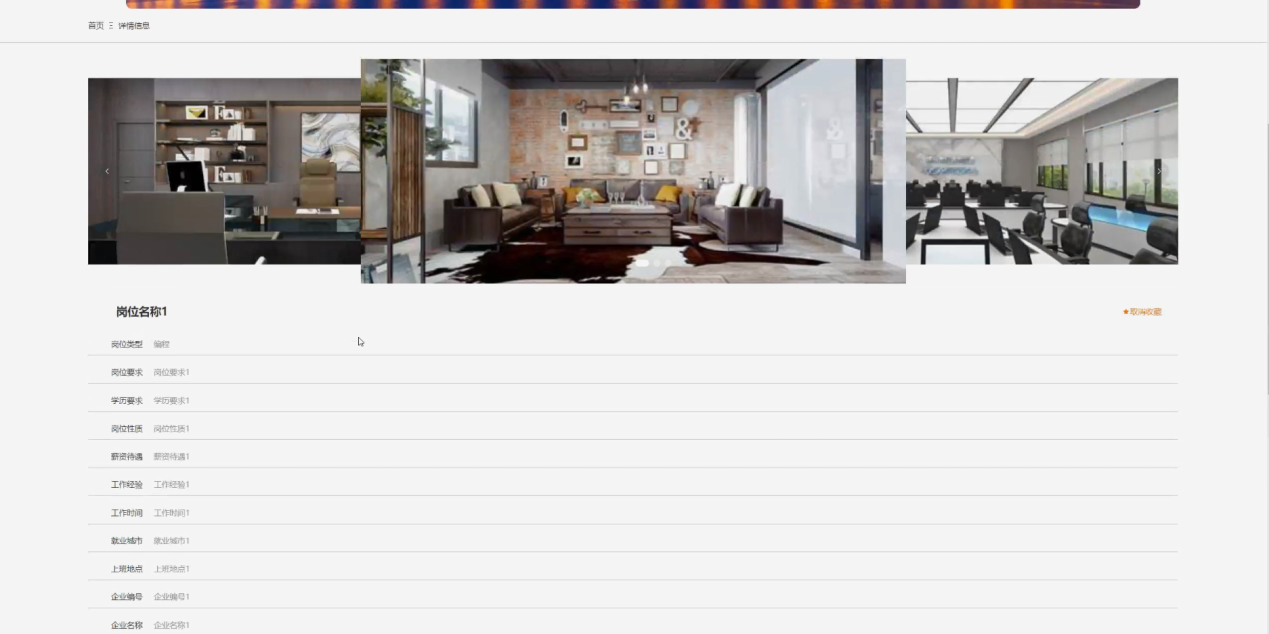 首页 Ξ 详情信息
&
岗位名称1
★取消收藏
岗位类型 编程
岗位要求 岗位要求1
学历要求 学历要求1
岗位性质 岗位性质1
薪资待遇 薪资待遇1
工作经验 工作经验1
工作时间 工作时间1
就业城市 就业城市1
上班地点 上班地点1
企业编号 企业编号1
企业名称 企业名称1